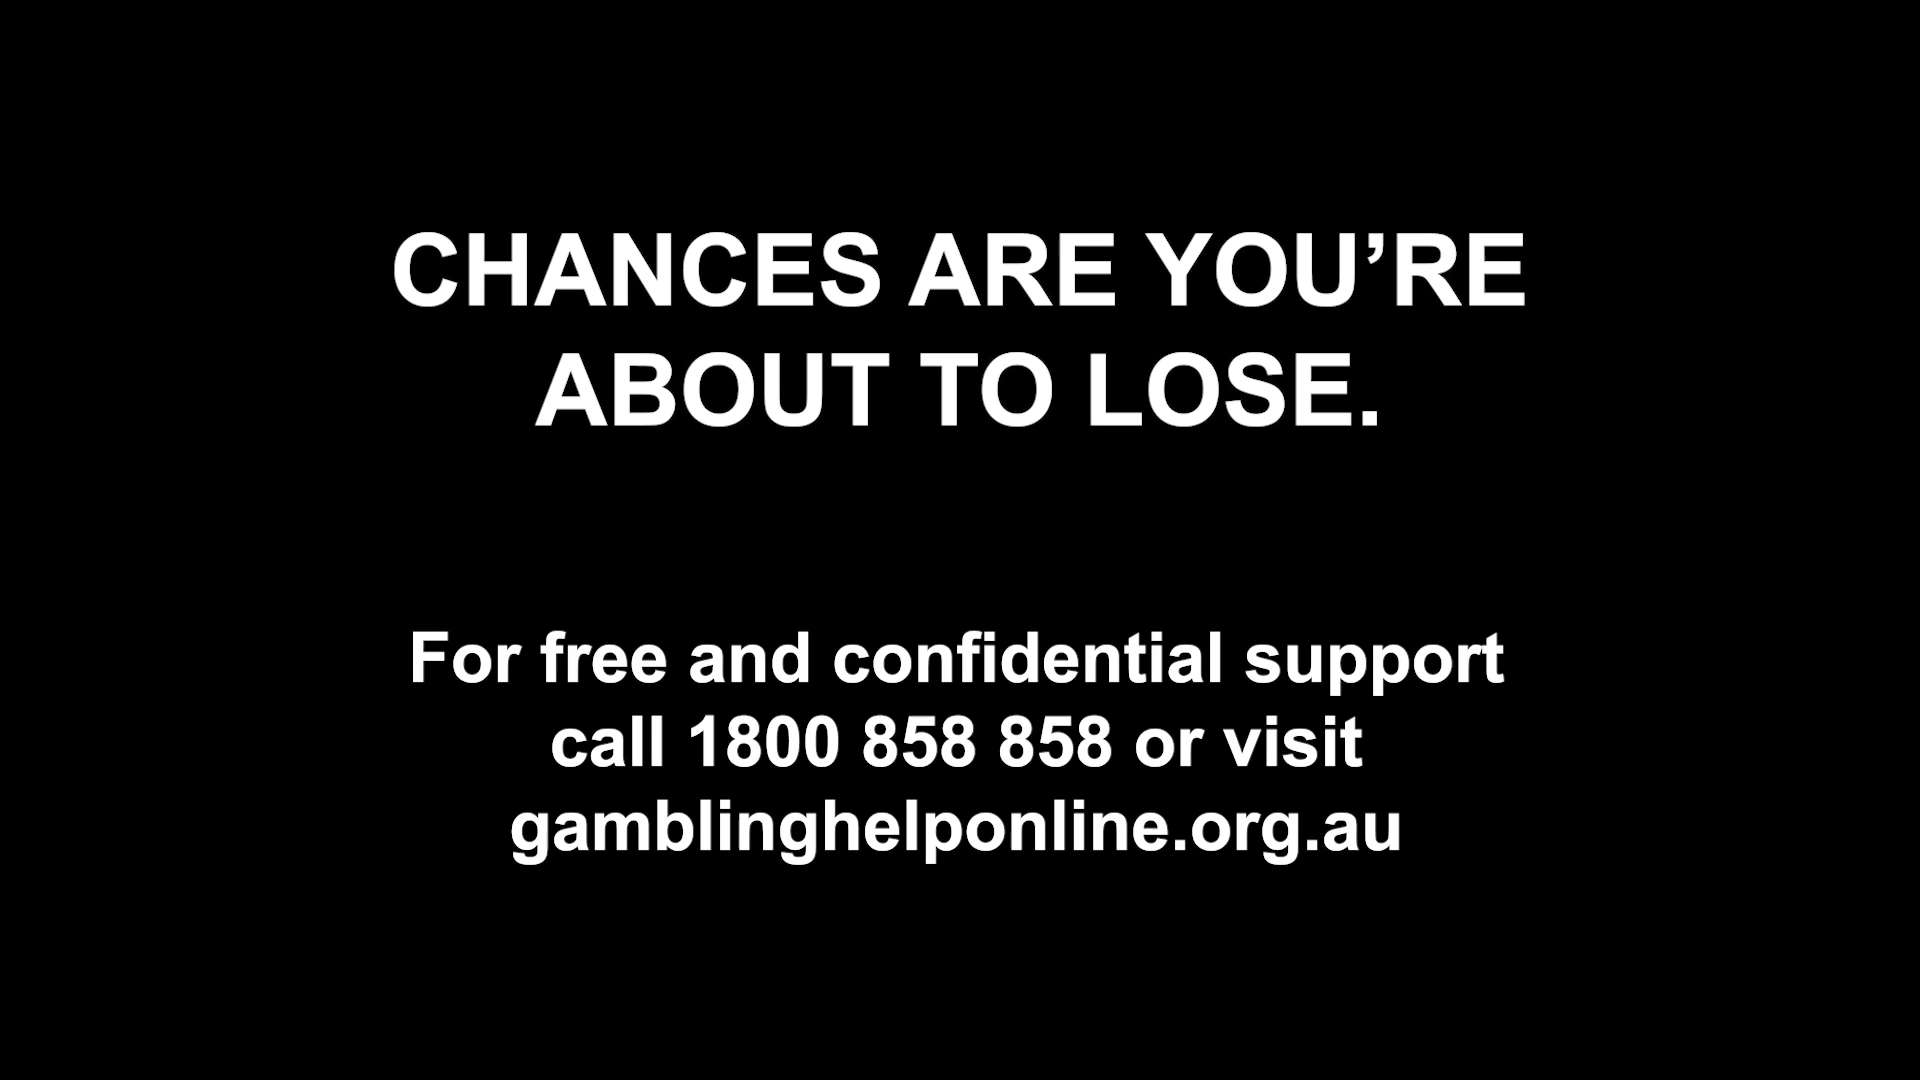 CHANCES ARE YOU’RE
ABOUT TO LOSE.
For free and confidential support
call 1800 858 858 or visit
gamblinghelponline.org.au